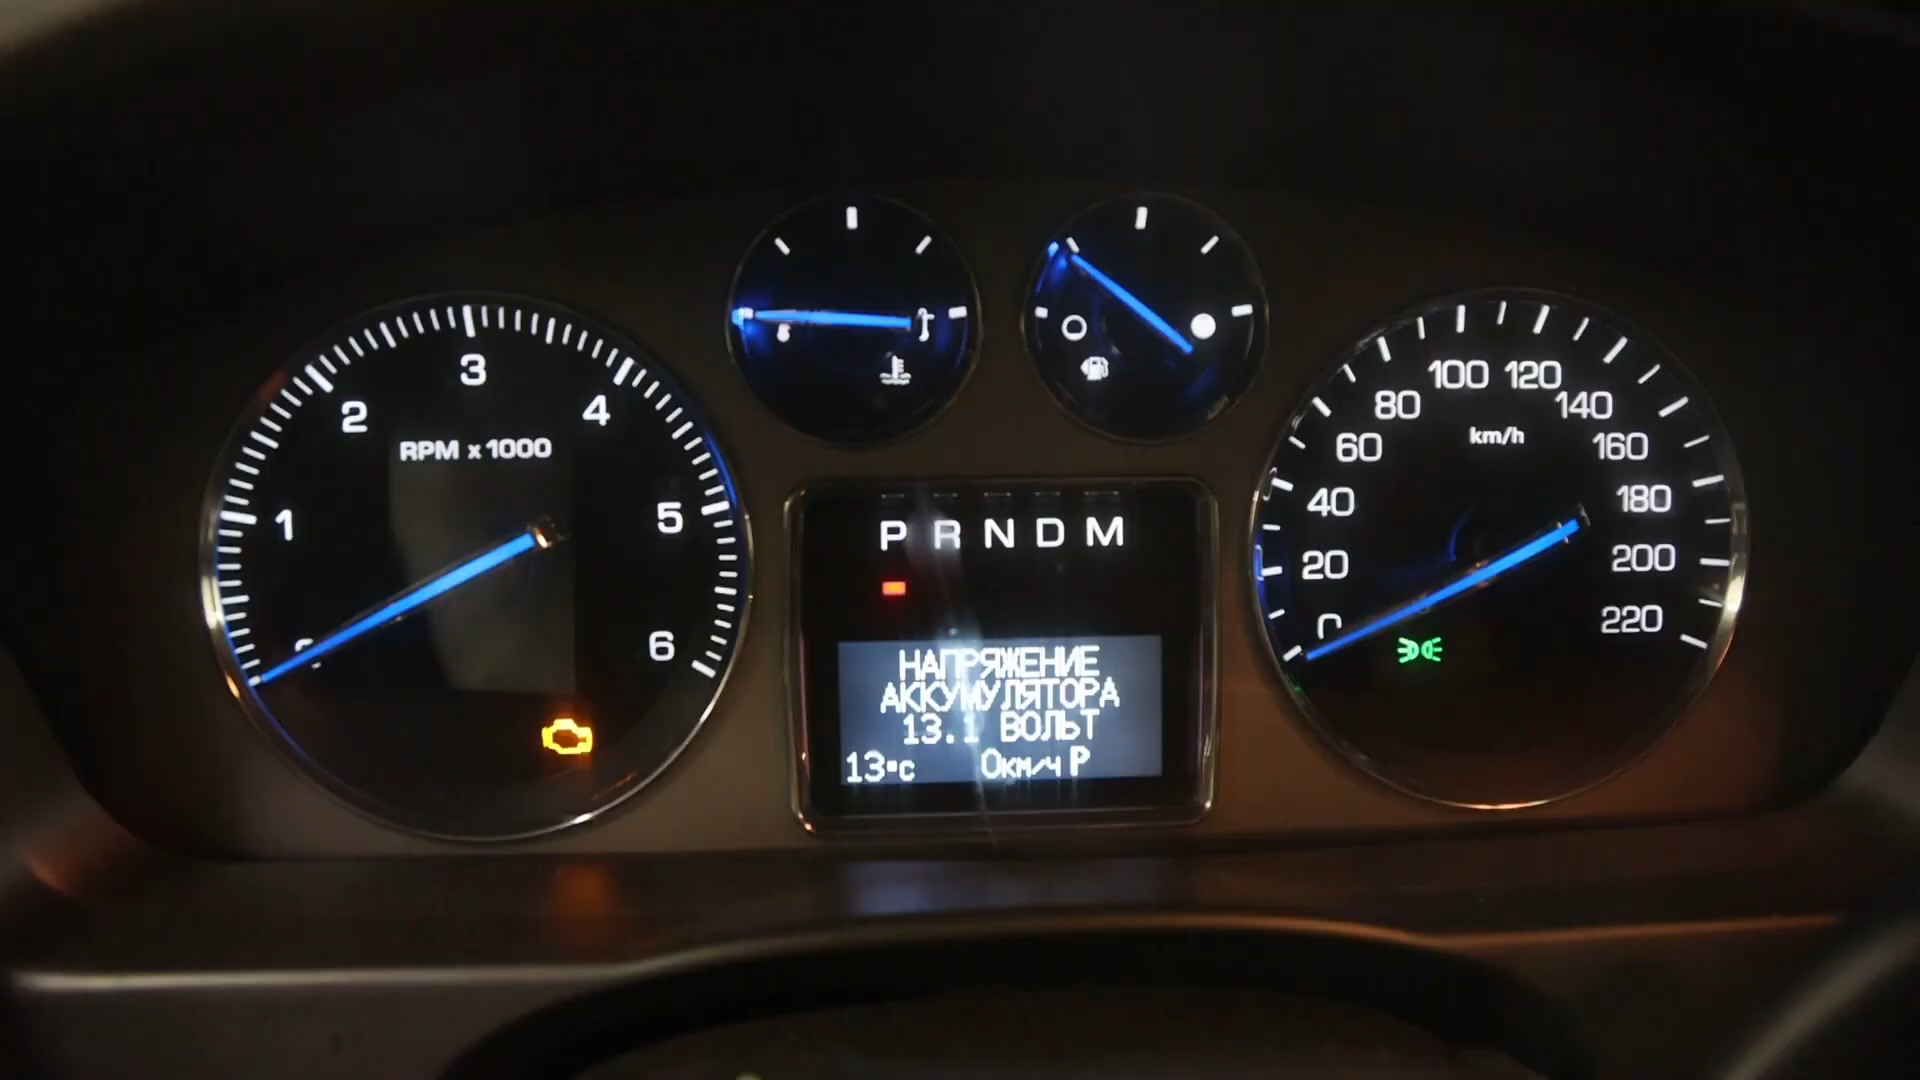 3
2
4
RPM x 1000
1
5
6
P R N D M
НАПРЯЖЕНИЕ
АККУМУЛЯТОРА
13.1 ВОЛЬТ
13°C 0км/ч P
100 120
80 140
km/h
60 160
40 180
20 200
0 220